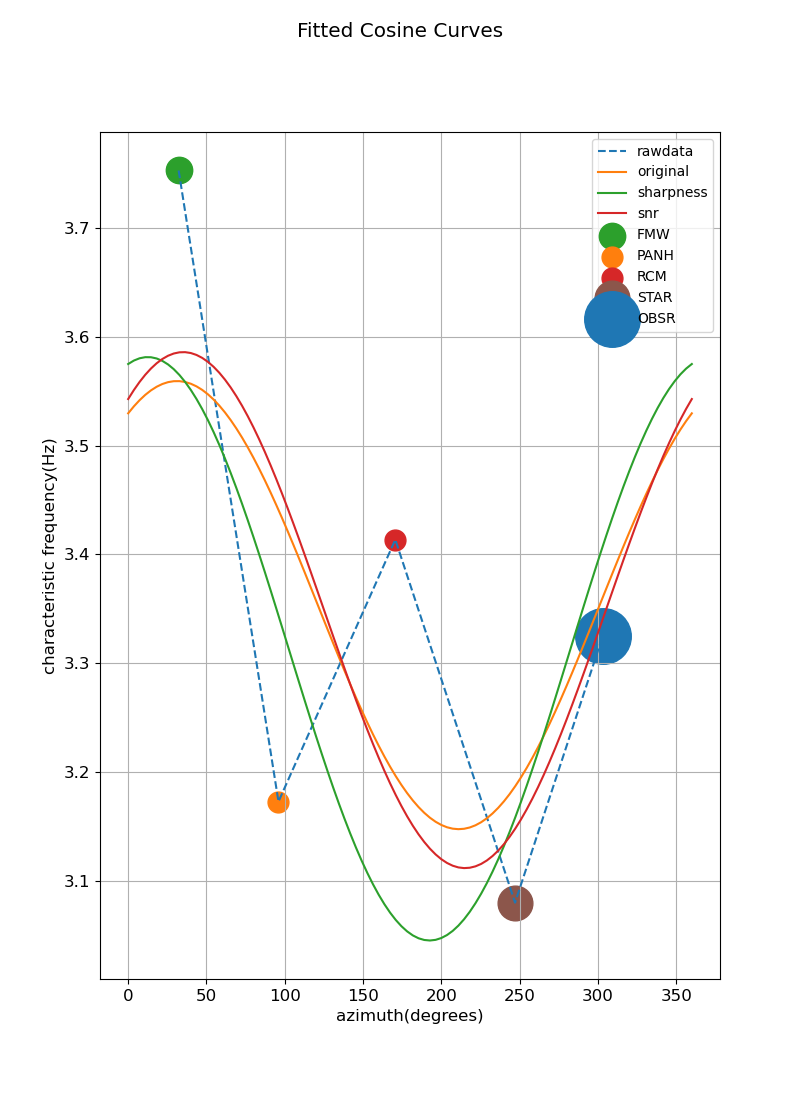 Fitted Cosine Curves
rawdata
original
sharpness
snr
FMW
PANH
RCM
STAR
OBSR
characteristic frequency(Hz)
3.7
3.6
3.5
3.4
3.3
3.2
3.1
0 50 100 150 200 250 300 350
azimuth(degrees)